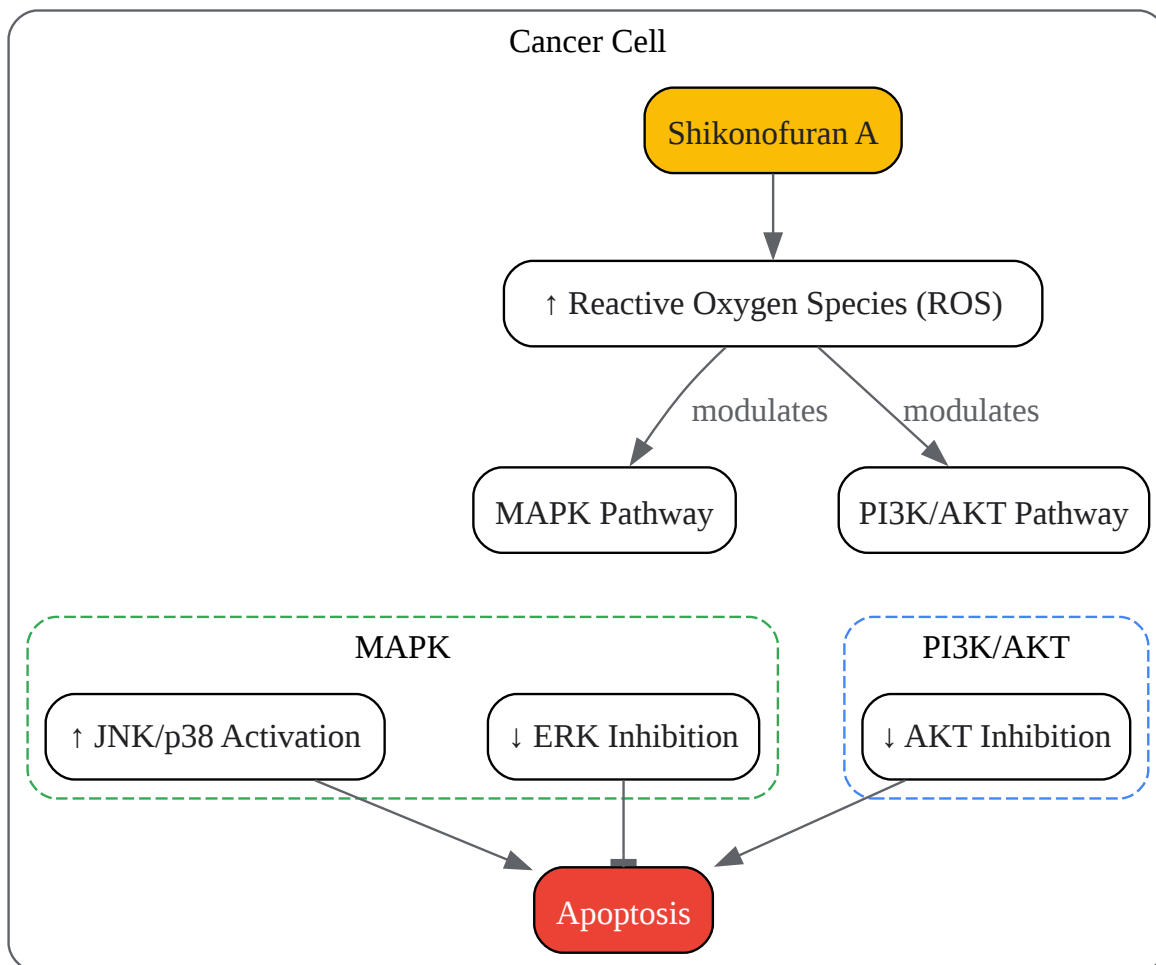 Cancer Cell
Shikonofuran A
↑ Reactive Oxygen Species (ROS)
modulates
modulates
MAPK Pathway
PI3K/AKT Pathway
MAPK
PI3K/AKT
↑ JNK/p38 Activation
↓ ERK Inhibition
↓ AKT Inhibition
Apoptosis